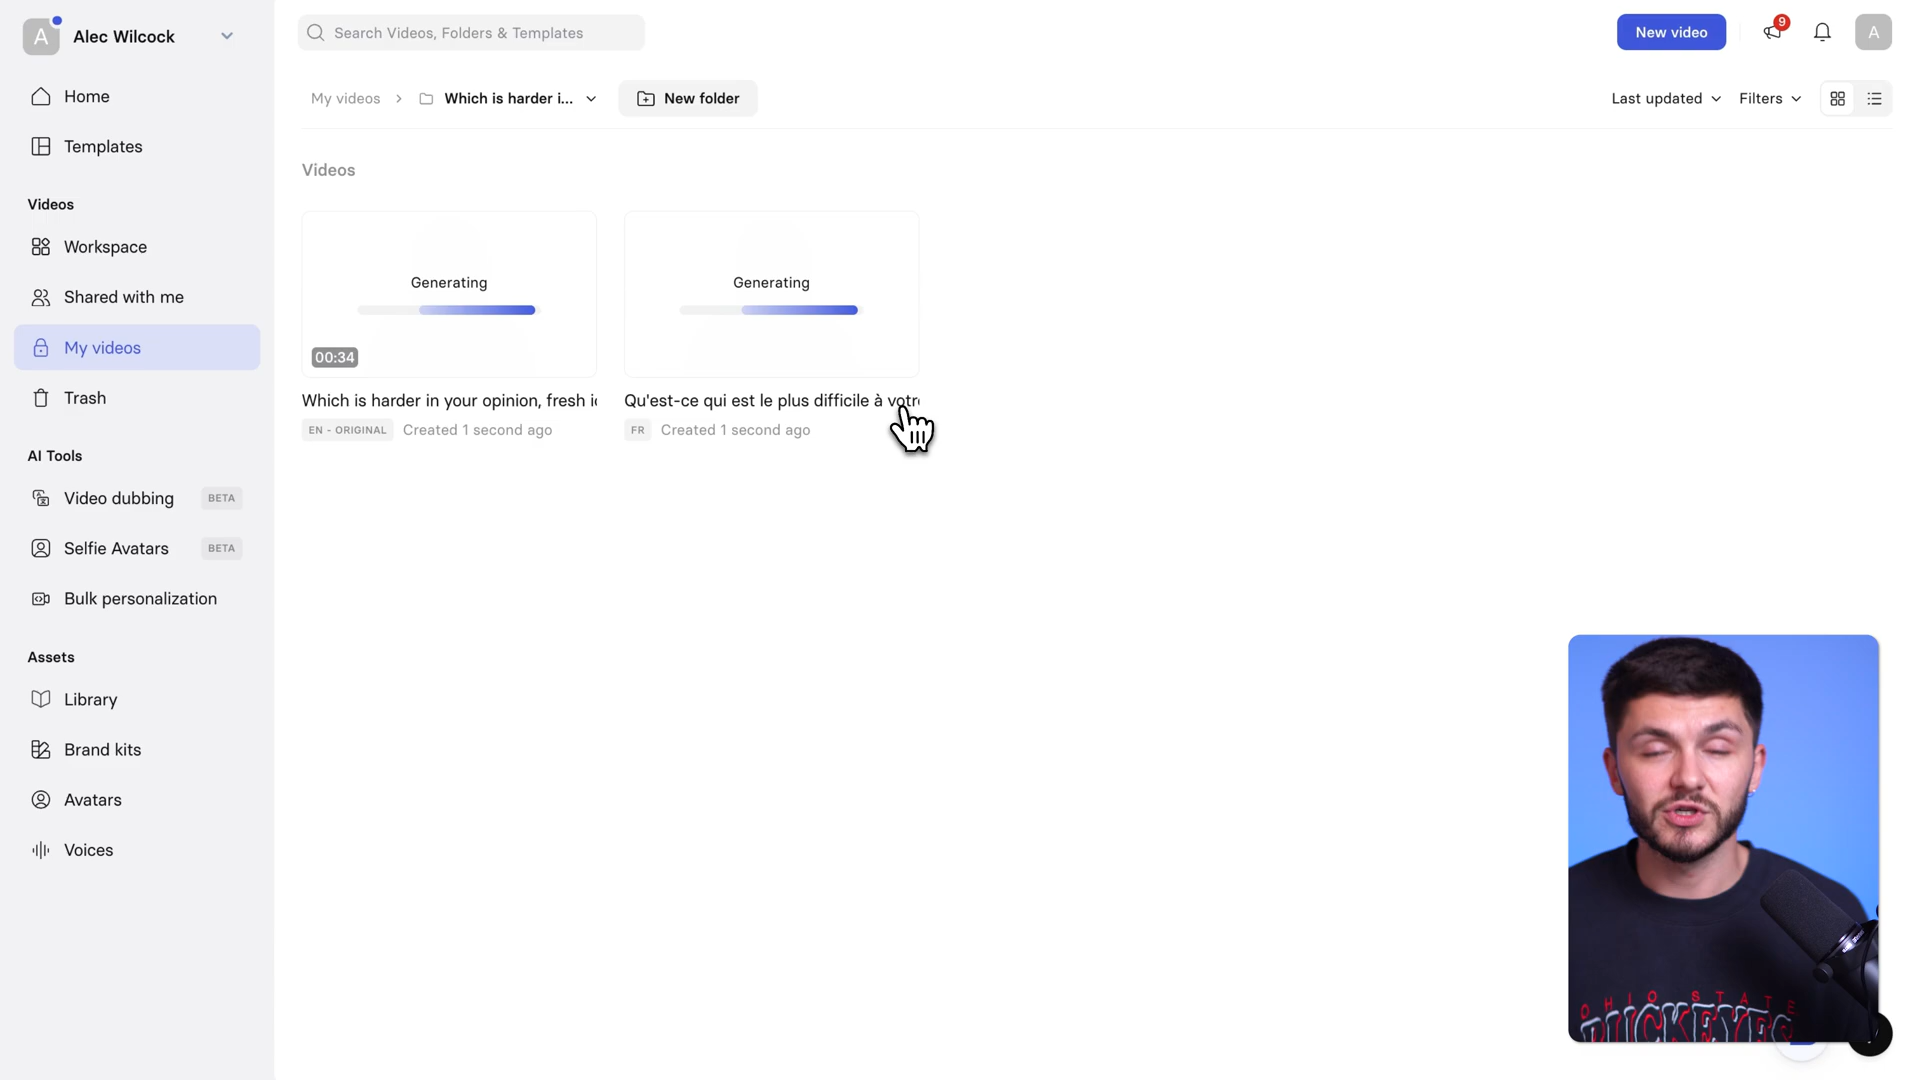 A
Alec Wilcock
Search Videos, Folders & Templates
New video
9
A
Home
Templates
Videos
Workspace
Shared with me
My videos
Trash
AI Tools
Video dubbing BETA
Selfie Avatars BETA
Bulk personalization
Assets
Library
Brand kits
Avatars
Voices
My videos
Which is harder i...
New folder
Last updated
Filters
Videos
Generating
00:34
Which is harder in your opinion, fresh
EN - ORIGINAL Created 1 second ago
Generating
Qu'est-ce qui est le plus difficile à
FR Created 1 second ago
OHIO STATE